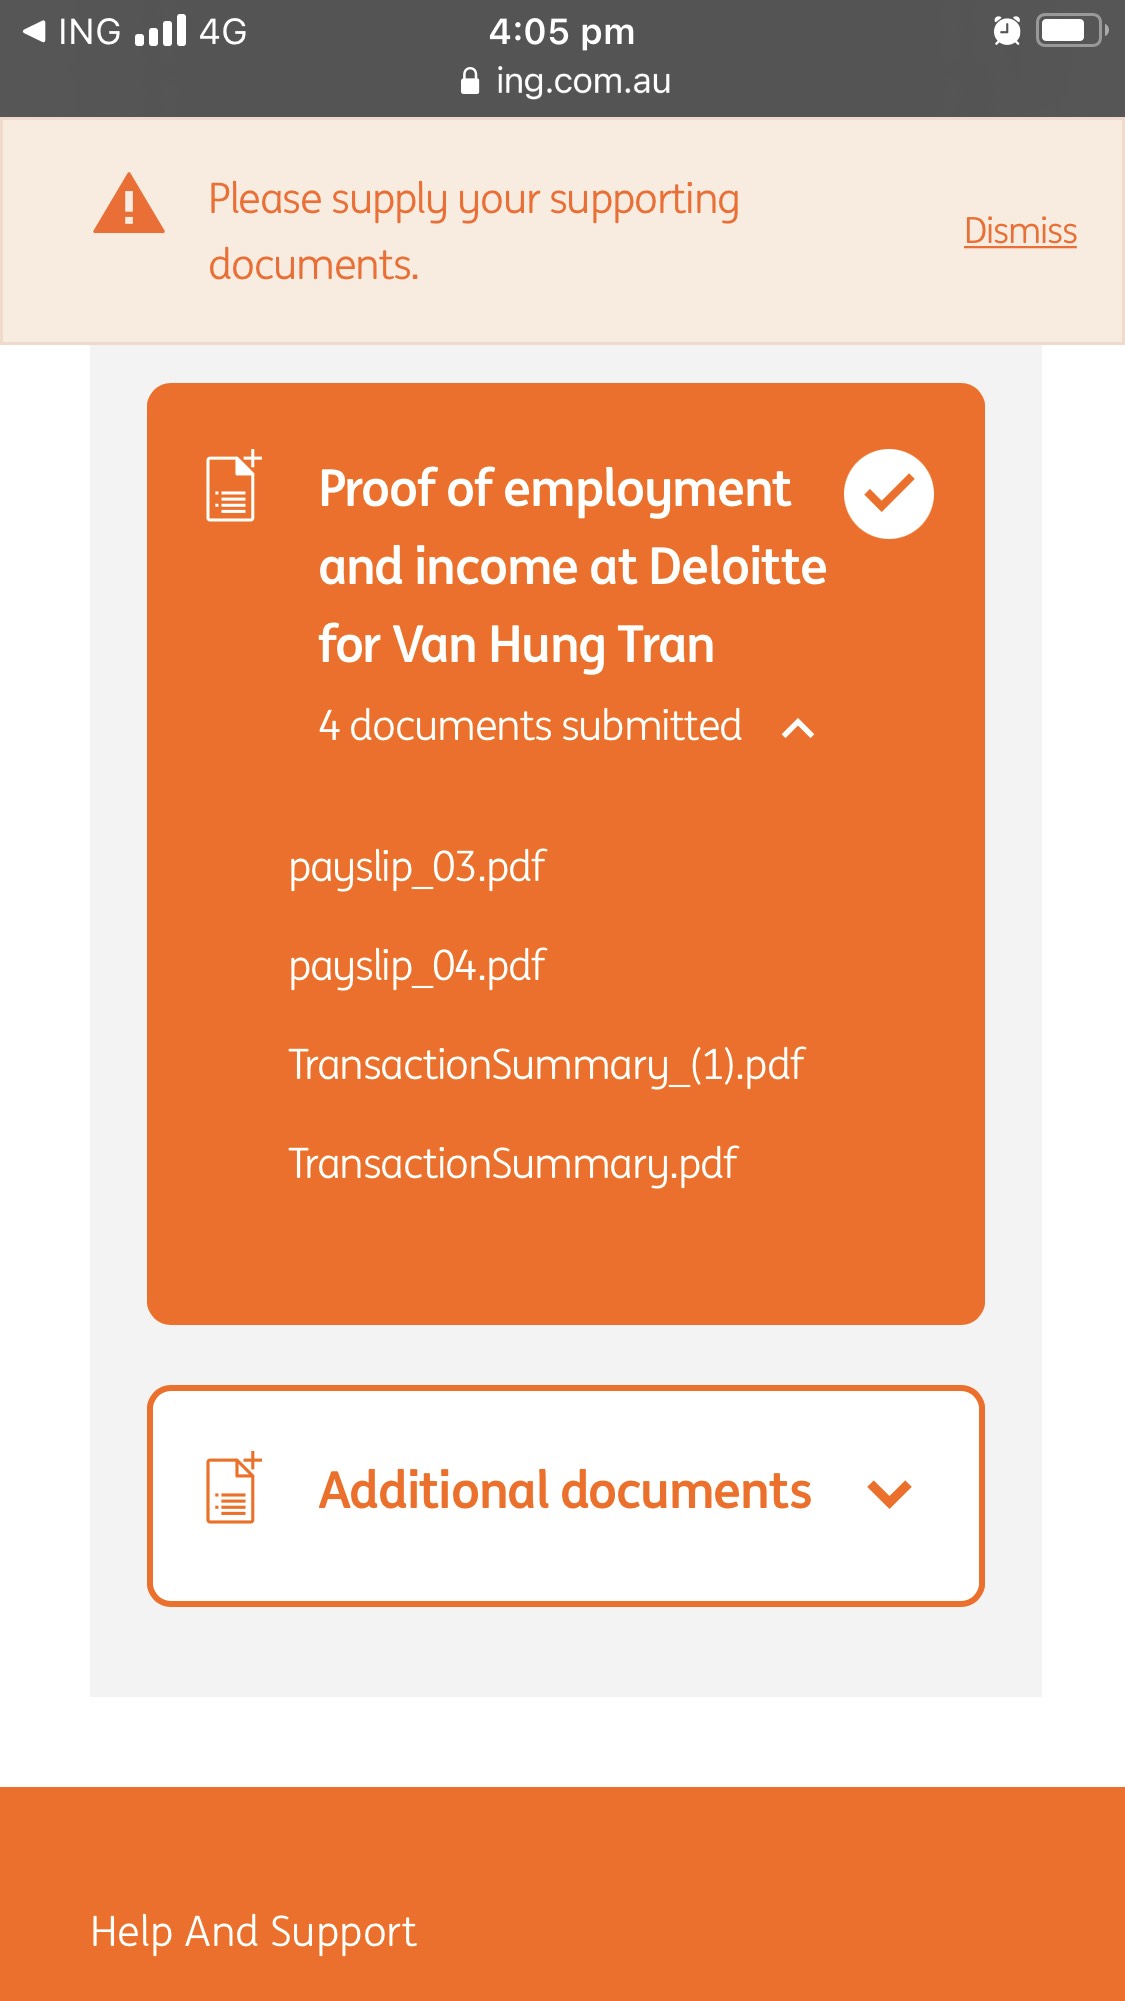 ING 4G 4:05 pm
ing.com.au
Please supply your supporting
documents.
Dismiss
Proof of employment
and income at Deloitte
for Van Hung Tran
4 documents submitted
payslip_03.pdf
payslip_04.pdf
TransactionSummary_(1).pdf
TransactionSummary.pdf
Additional documents
Help And Support